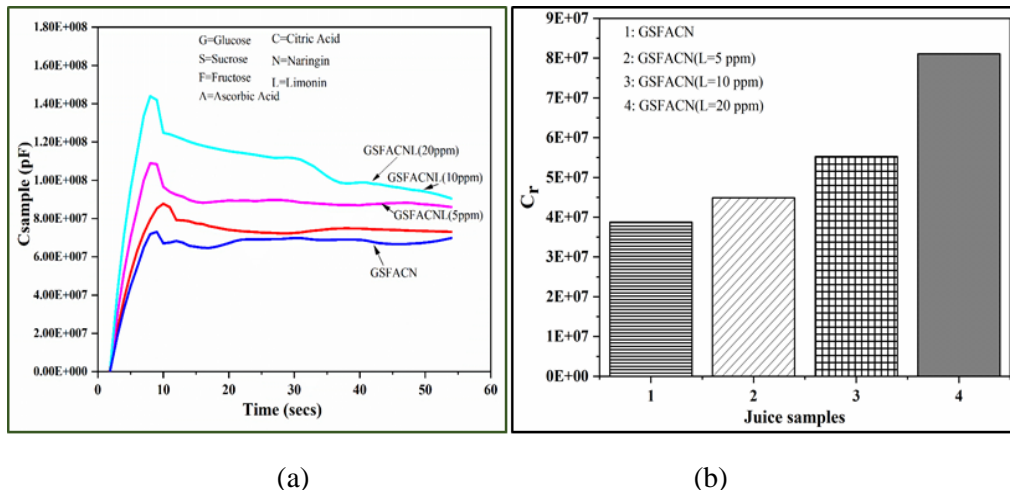 1.80E+008
1.60E+008
1.40E+008
1.20E+008
1.00E+008
8.00E+007
6.00E+007
4.00E+007
2.00E+007
0.00E+000
Csample (pF)
G=Glucose C=Citric Acid
S=Sucrose N=Naringin
F=Fructose L=Limonin
A=Ascorbic Acid
GSFACNL(20ppm)
GSFACNL(10ppm)
GSFACNL(5ppm)
GSFACN
0 10 20 30 40 50 60
Time (secs)
(a)
9E+07
8E+07
7E+07
6E+07
5E+07
4E+07
3E+07
2E+07
1E+07
0E+00
Cr
1: GSFACN
2: GSFACN(L=5 ppm)
3: GSFACN(L=10 ppm)
4: GSFACN(L=20 ppm)
1 2 3 4
Juice samples
(b)